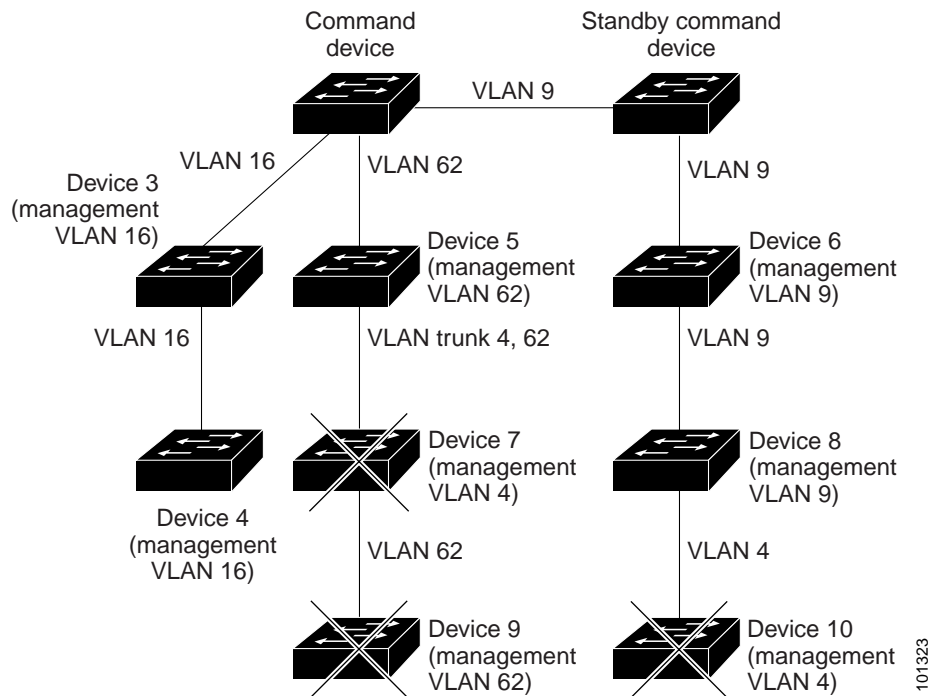 Command
device
Standby command
device
VLAN 9
VLAN 16
VLAN 62
VLAN 9
Device 3
(management
VLAN 16)
Device 5
(management
VLAN 62)
Device 6
(management
VLAN 9)
VLAN 16
VLAN trunk 4, 62
VLAN 9
Device 7
(management
VLAN 4)
Device 8
(management
VLAN 9)
Device 4
(management
VLAN 16)
VLAN 62
VLAN 4
Device 9
(management
VLAN 62)
Device 10
(management
VLAN 4)
101323